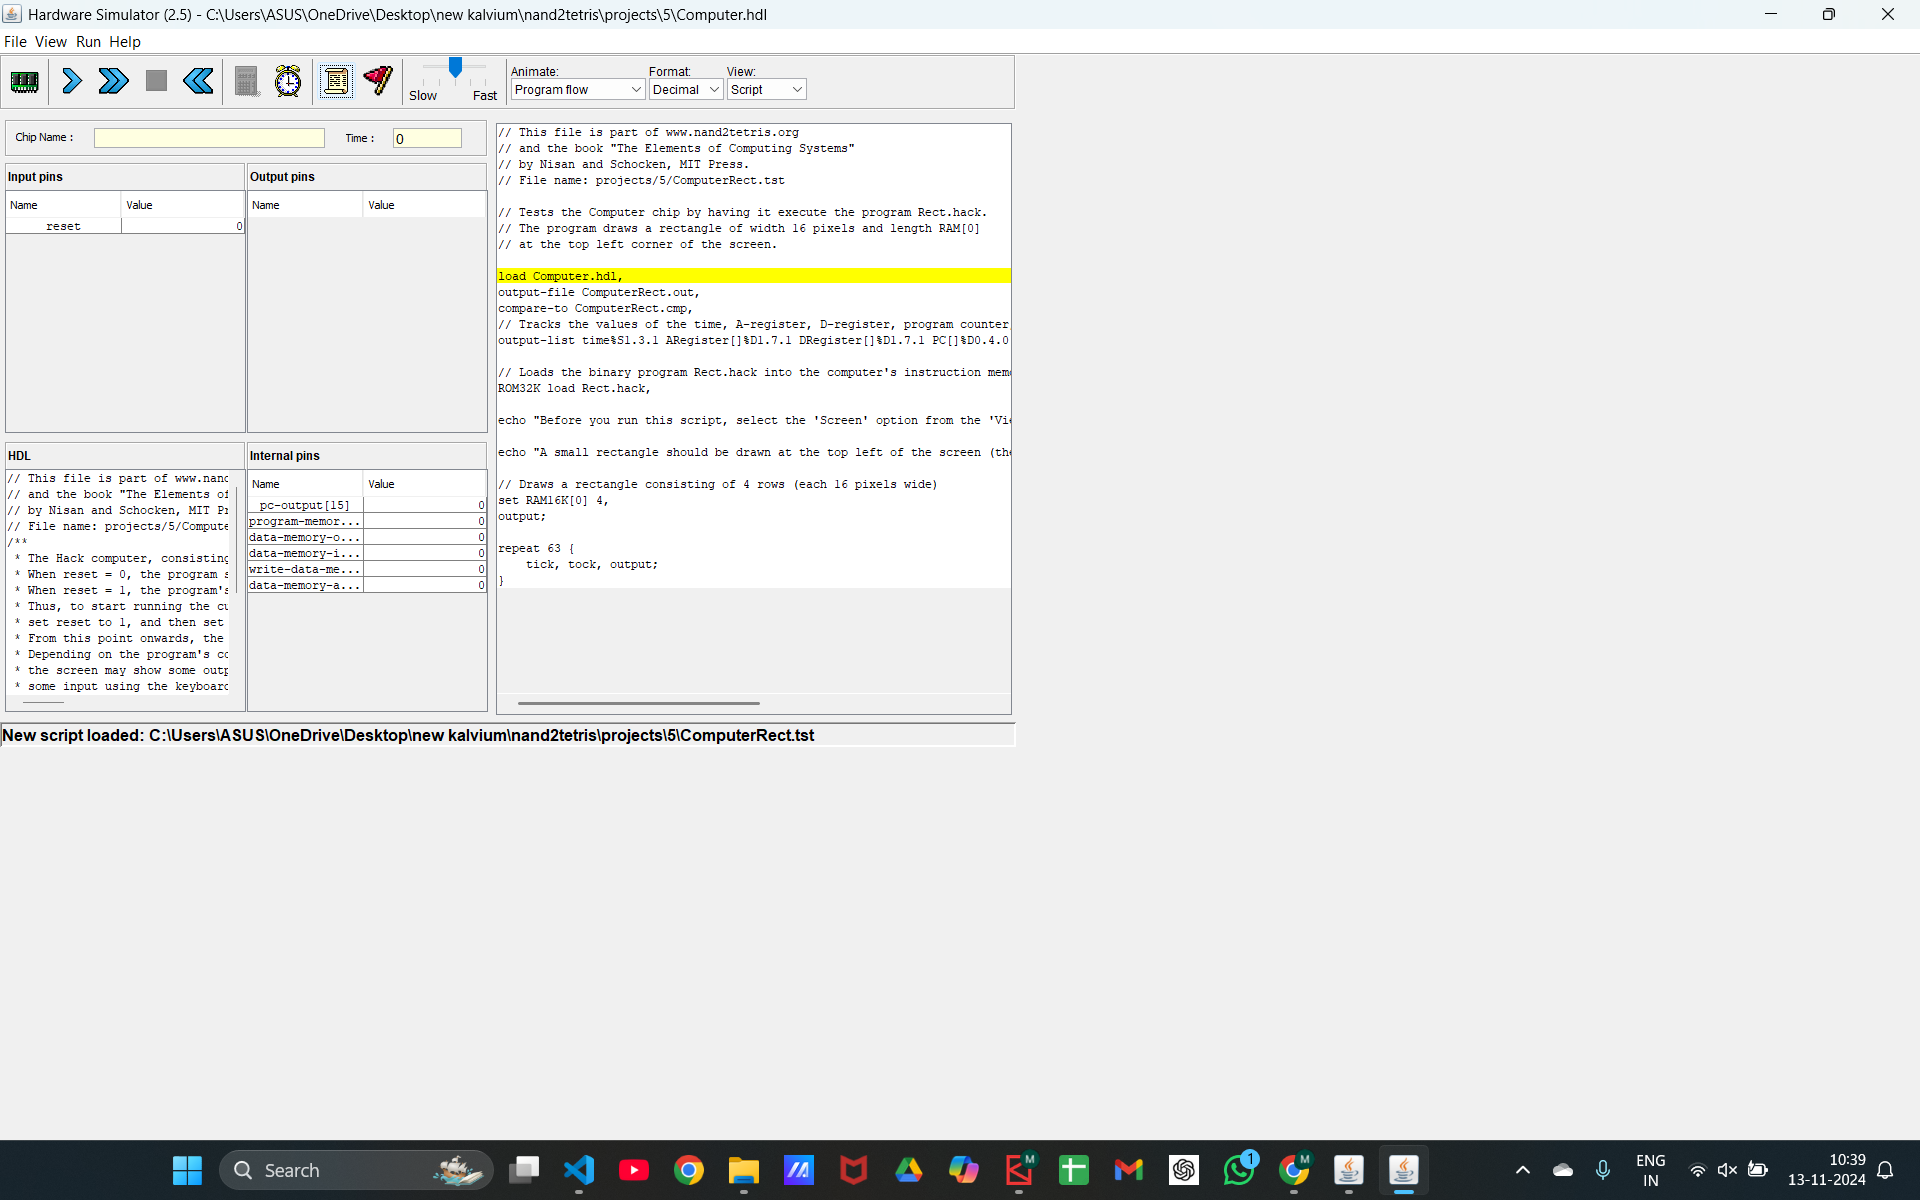 Hardware Simulator (2.5) - C:\Users\ASUS\OneDrive\Desktop\new kalvium\nand2tetris\projects\5\Computer.hdl
File View Run Help
Slow Fast
Animate: Format: View:
Program flow Decimal Script
Chip Name : Time : 0
Input pins
Name Value
reset 0
Output pins
Name Value
HDL
// This file is part of www.nand
// and the book "The Elements of
// by Nisan and Schocken, MIT Pr
// File name: projects/5/Compute
/**
* The Hack computer, consisting
* When reset = 0, the program s
* When reset = 1, the program's
* Thus, to start running the cu
* set reset to 1, and then set
* From this point onwards, the
* Depending on the program's co
* the screen may show some outp
* some input using the keyboard
Internal pins
Name Value
pc-output[15] 0
program-memor... 0
data-memory-o... 0
data-memory-i... 0
write-data-me... 0
data-memory-a... 0
// This file is part of www.nand2tetris.org
// and the book "The Elements of Computing Systems"
// by Nisan and Schocken, MIT Press.
// File name: projects/5/ComputerRect.tst
// Tests the Computer chip by having it execute the program Rect.hack.
// The program draws a rectangle of width 16 pixels and length RAM[0]
// at the top left corner of the screen.
load Computer.hdl,
output-file ComputerRect.out,
compare-to ComputerRect.cmp,
// Tracks the values of the time, A-register, D-register, program counter,
output-list time%S1.3.1 ARegister[]%D1.7.1 DRegister[]%D1.7.1 PC[]%D0.4.0
// Loads the binary program Rect.hack into the computer's instruction mem
ROM32K load Rect.hack,
echo "Before you run this script, select the 'Screen' option from the 'Vie
echo "A small rectangle should be drawn at the top left of the screen (the
// Draws a rectangle consisting of 4 rows (each 16 pixels wide)
set RAM16K[0] 4,
output;
repeat 63 {
tick, tock, output;
}
New script loaded: C:\Users\ASUS\OneDrive\Desktop\new kalvium\nand2tetris\projects\5\ComputerRect.tst
Search
M
1
M
ENG
IN
10:39
13-11-2024